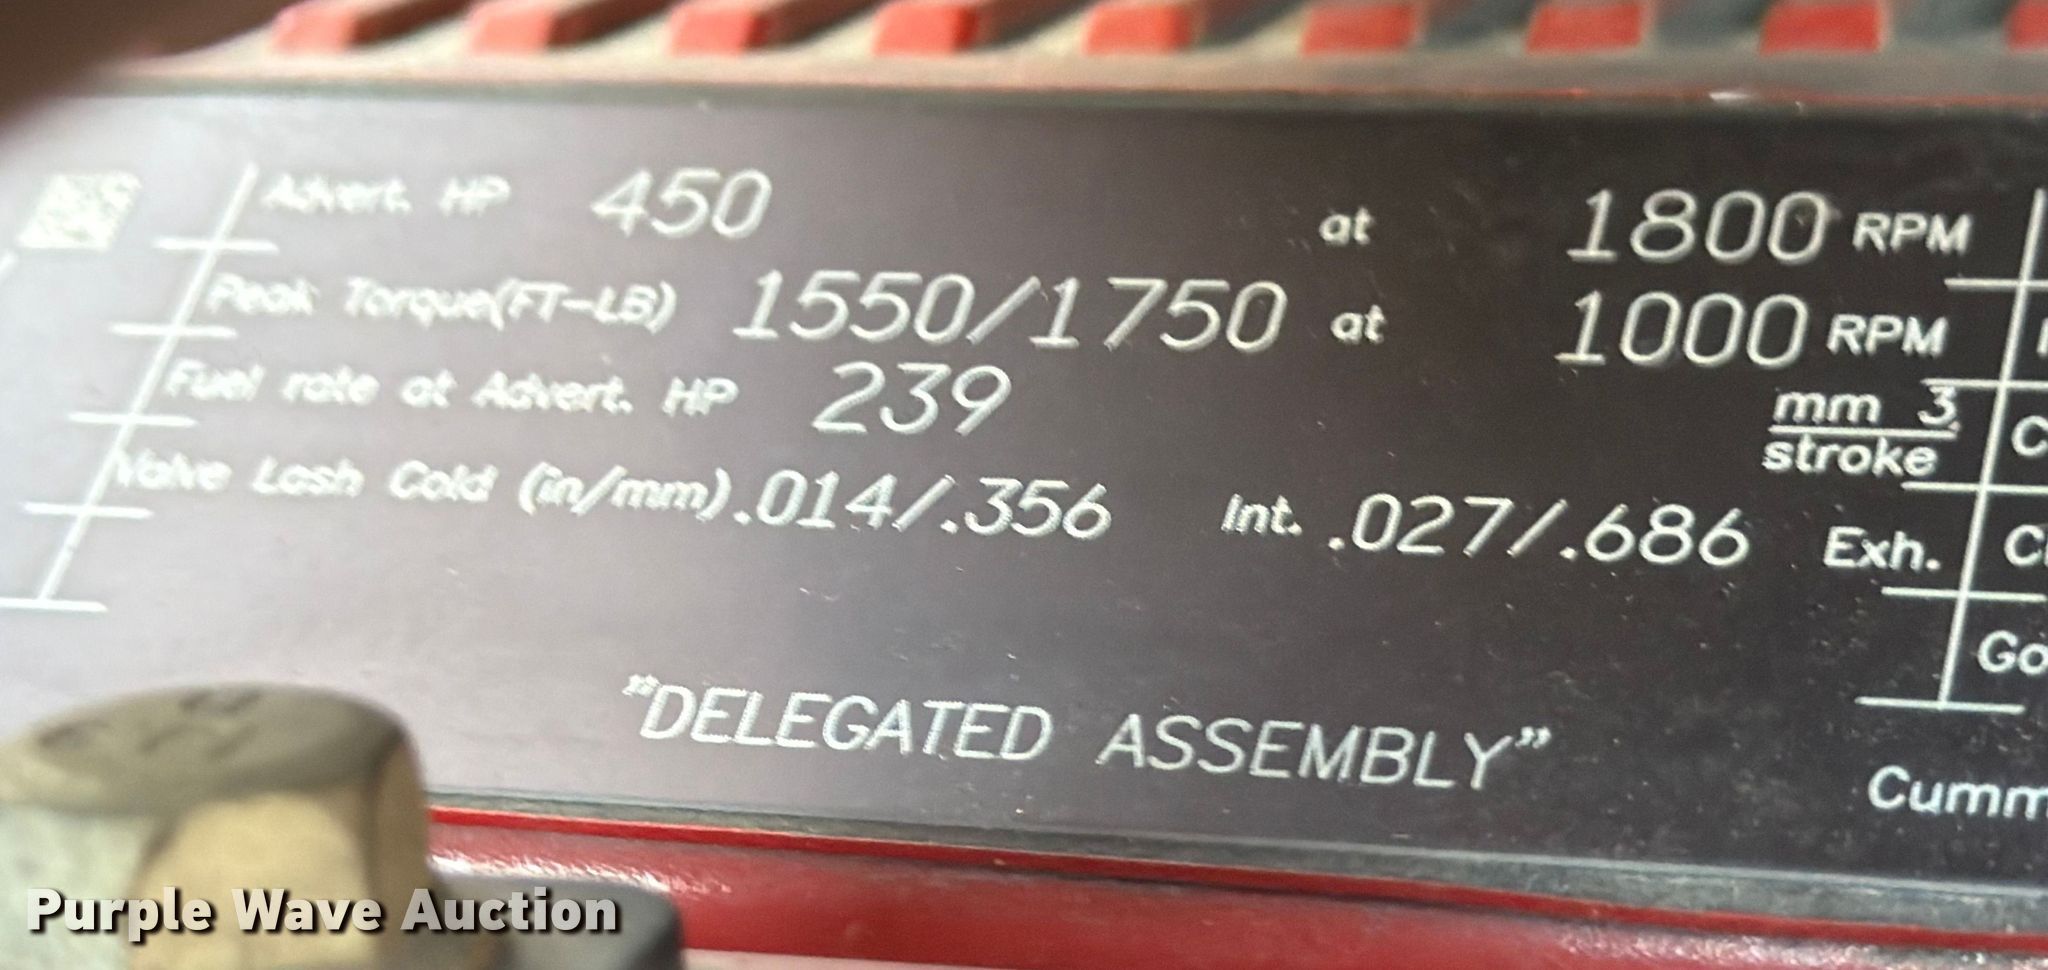 Advert. HP 450 at 1800 RPM
Peak Torque(FT-LB) 1550/1750 at 1000 RPM
Fuel rate at Advert. HP 239 mm 3 / stroke
Valve Lash Cold (in/mm) .014/.356 Int. .027/.686 Exh.
"DELEGATED ASSEMBLY"
Purple Wave Auction